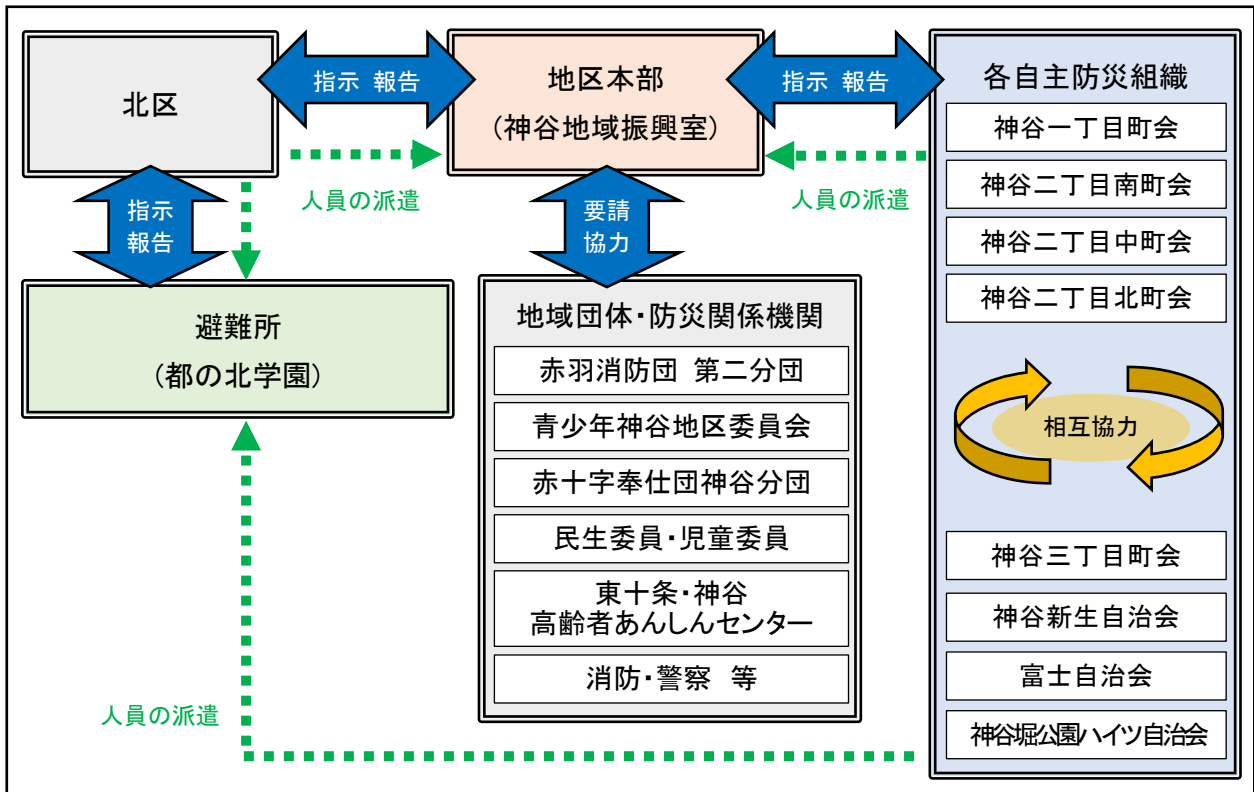 北区
指示 報告
地区本部
(神谷地域振興室)
指示 報告
各自主防災組織
神谷一丁目町会
神谷二丁目南町会
神谷二丁目中町会
神谷二丁目北町会
相互協力
神谷三丁目町会
神谷新生自治会
富士自治会
神谷堀公園ハイツ自治会
人員の派遣
人員の派遣
指示
報告
要請
協力
避難所
(都の北学園)
地域団体・防災関係機関
赤羽消防団 第二分団
青少年神谷地区委員会
赤十字奉仕団神谷分団
民生委員・児童委員
東十条・神谷
高齢者あんしんセンター
消防・警察 等
人員の派遣